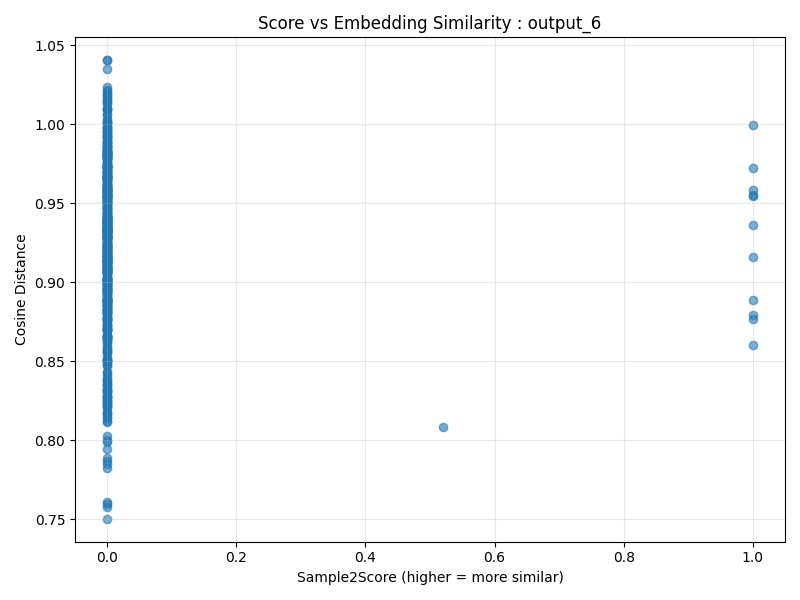 Score vs Embedding Similarity : output_6
1.05
1.00
0.95
0.90
0.85
0.80
0.75
Cosine Distance
0.0 0.2 0.4 0.6 0.8 1.0
Sample2Score (higher = more similar)